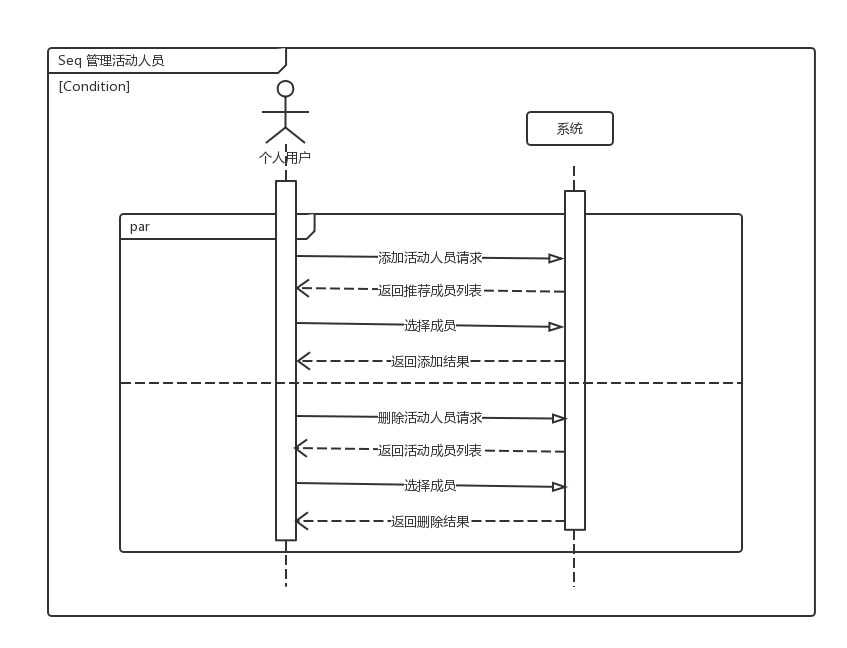 Seq 管理活动人员
[Condition]
系统
个人用户
par
添加活动人员请求
返回推荐成员列表
选择成员
返回添加结果
删除活动人员请求
返回活动成员列表
选择成员
返回删除结果